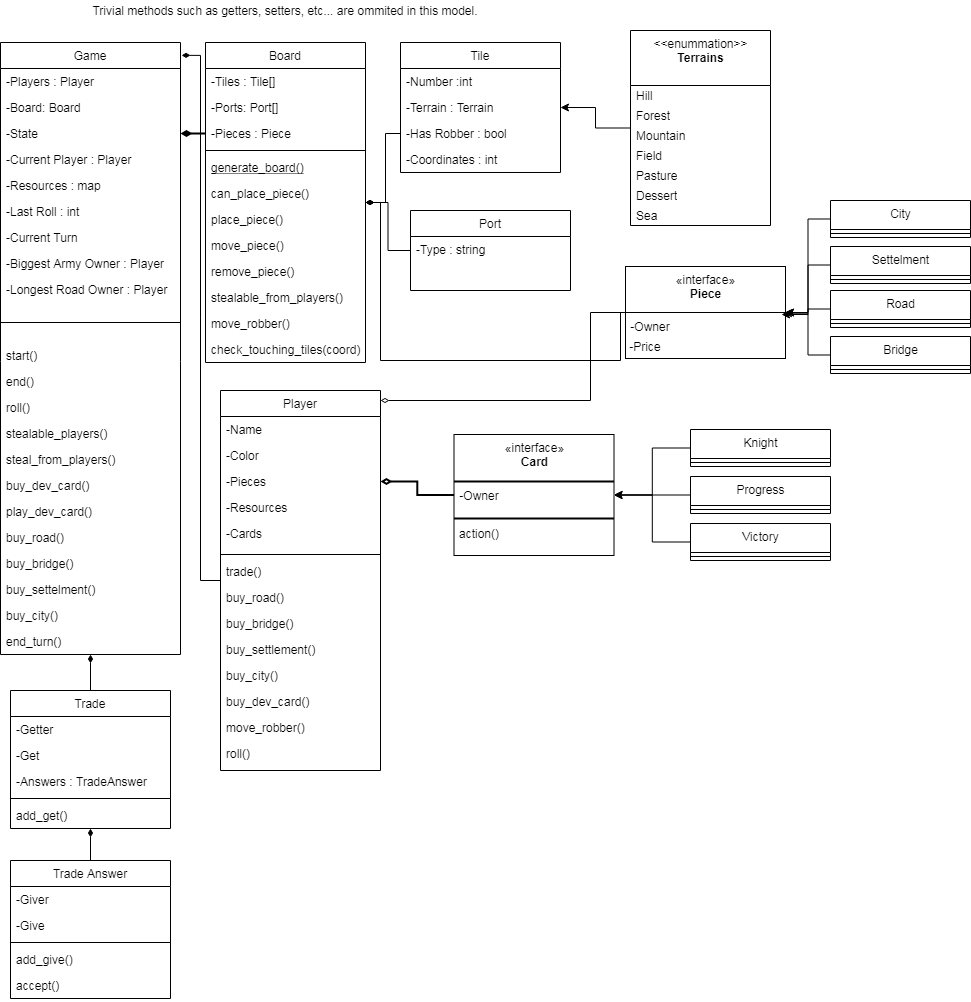 Trivial methods such as getters, setters, etc... are ommited in this model.
Game
-Players : Player
-Board: Board
-State
-Current Player : Player
-Resources : map
-Last Roll : int
-Current Turn
-Biggest Army Owner : Player
-Longest Road Owner : Player
start()
end()
roll()
stealable_players()
steal_from_players()
buy_dev_card()
play_dev_card()
buy_road()
buy_bridge()
buy_settelment()
buy_city()
end_turn()
Board
-Tiles : Tile[]
-Ports: Port[]
-Pieces : Piece
generate_board()
can_place_piece()
place_piece()
move_piece()
remove_piece()
stealable_from_players()
move_robber()
check_touching_tiles(coord)
Tile
-Number :int
-Terrain : Terrain
-Has Robber : bool
-Coordinates : int
<<enummation>>
Terrains
Hill
Forest
Mountain
Field
Pasture
Dessert
Sea
Port
-Type : string
«interface»
Piece
-Owner
-Price
City
Settelment
Road
Bridge
Player
-Name
-Color
-Pieces
-Resources
-Cards
trade()
buy_road()
buy_bridge()
buy_settlement()
buy_city()
buy_dev_card()
move_robber()
roll()
«interface»
Card
-Owner
action()
Knight
Progress
Victory
Trade
-Getter
-Get
-Answers : TradeAnswer
add_get()
Trade Answer
-Giver
-Give
add_give()
accept()